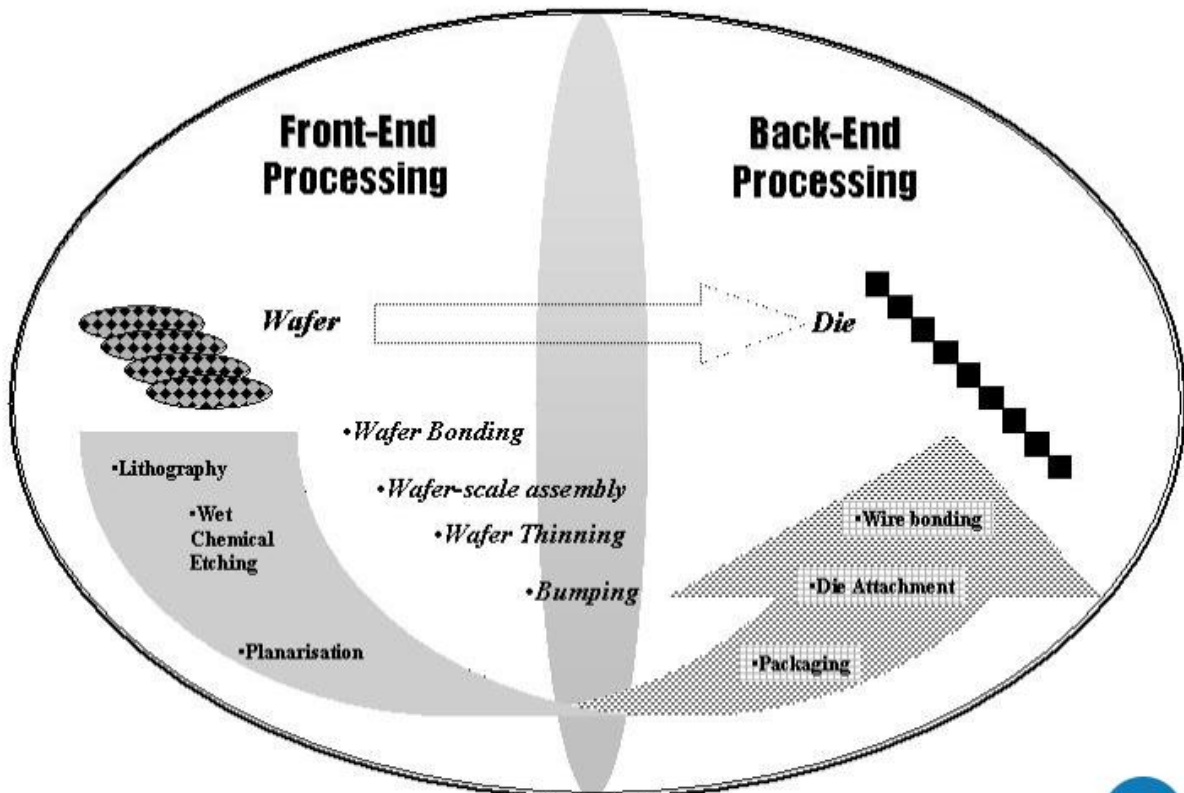 Front-End
Processing
Back-End
Processing
Wafer
Die
•Wafer Bonding
•Lithography
•Wafer-scale assembly
•Wet
Chemical
Etching
•Wire bonding
•Wafer Thinning
•Die Attachment
•Bumping
•Planarisation
•Packaging